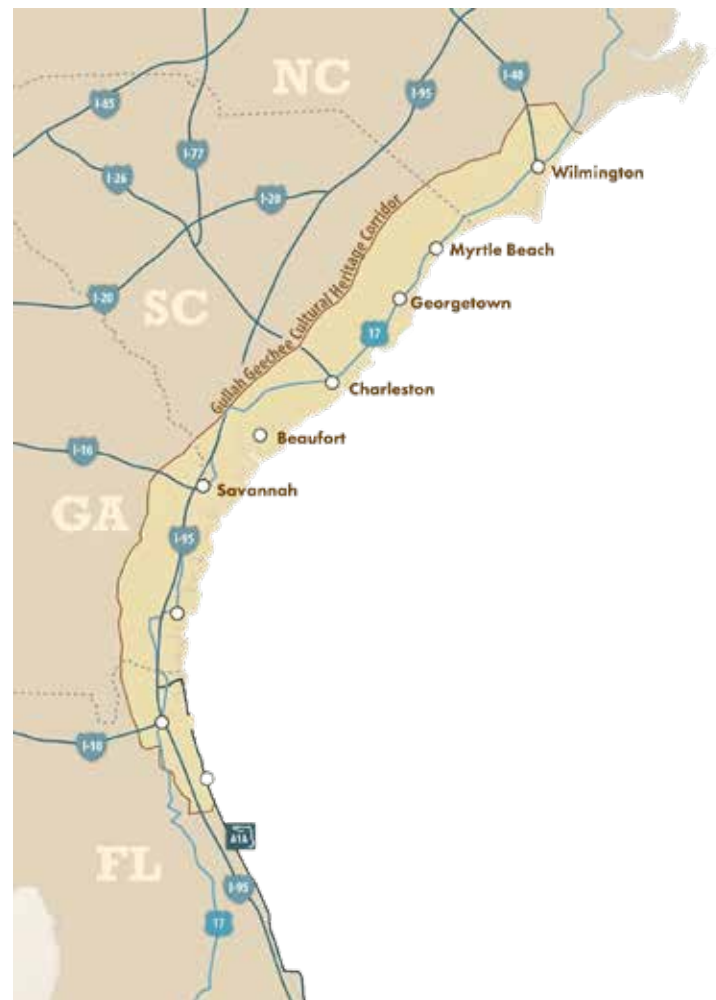 NC
I-40
I-95
I-85
I-77
I-26
I-20
Wilmington
Gullah Geechee Cultural Heritage Corridor
Myrtle Beach
I-20
SC
Georgetown
17
Charleston
Beaufort
I-16
Savannah
GA
I-95
I-10
A1A
FL
I-95
17